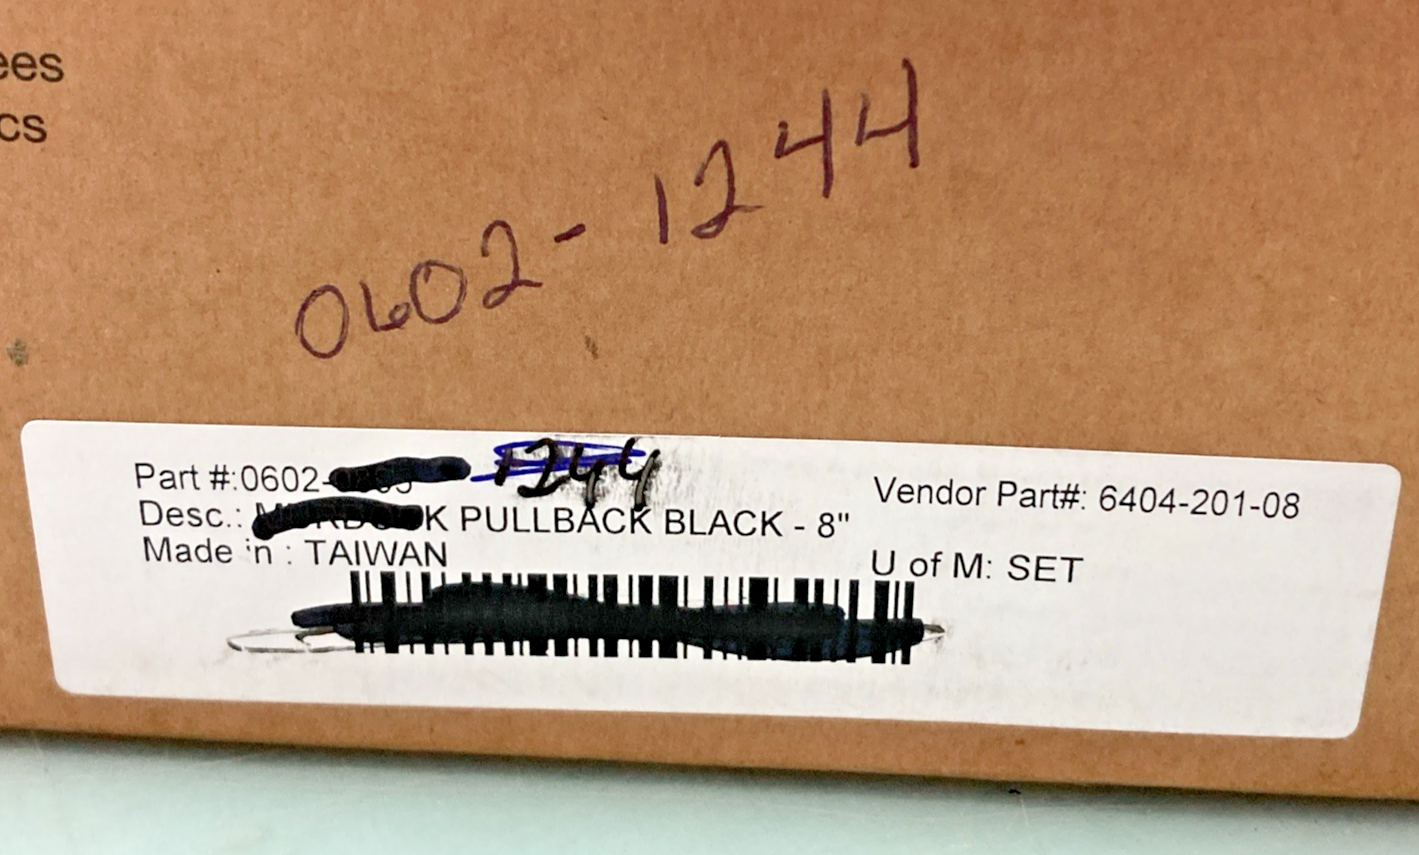 ees
cs
0602-1244
Part #:0602- 1244
Vendor Part#: 6404-201-08
Desc.: PULLBACK BLACK - 8"
Made in : TAIWAN
U of M: SET